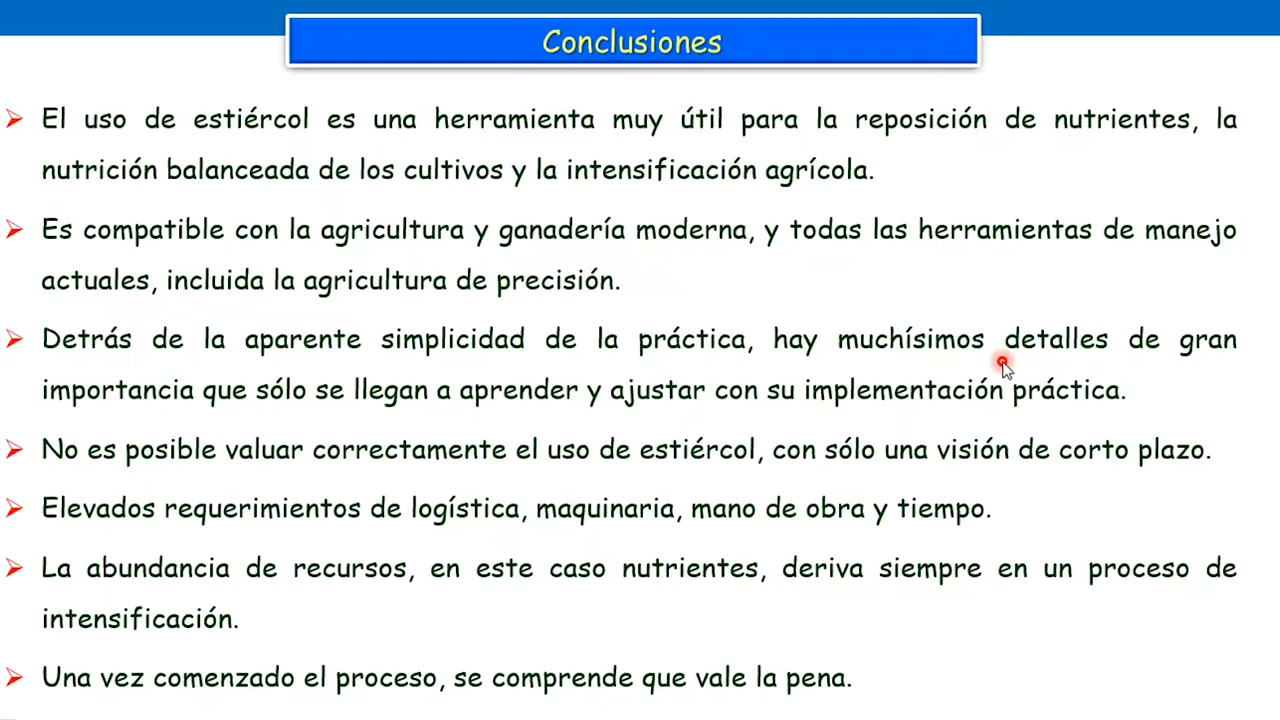 Conclusiones
El uso de estiércol es una herramienta muy útil para la reposición de nutrientes, la
nutrición balanceada de los cultivos y la intensificación agrícola.
Es compatible con la agricultura y ganadería moderna, y todas las herramientas de manejo
actuales, incluida la agricultura de precisión.
Detrás de la aparente simplicidad de la práctica, hay muchísimos detalles de gran
importancia que sólo se llegan a aprender y ajustar con su implementación práctica.
No es posible valuar correctamente el uso de estiércol, con sólo una visión de corto plazo.
Elevados requerimientos de logística, maquinaria, mano de obra y tiempo.
La abundancia de recursos, en este caso nutrientes, deriva siempre en un proceso de
intensificación.
Una vez comenzado el proceso, se comprende que vale la pena.